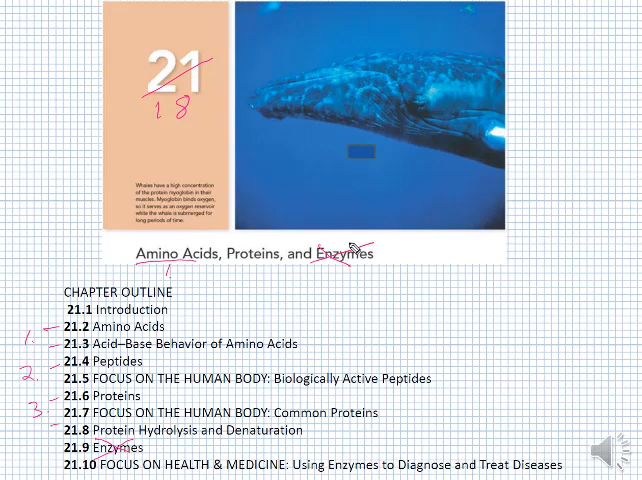 21
18
Whales have a high concentration
of the protein myoglobin in their
muscles. Myoglobin binds oxygen,
so it serves as an oxygen reservoir
while the whale is submerged for
long periods of time.
Amino Acids, Proteins, and Enzymes
1.
CHAPTER OUTLINE
21.1 Introduction
21.2 Amino Acids
1.
21.3 Acid–Base Behavior of Amino Acids
21.4 Peptides
2.
21.5 FOCUS ON THE HUMAN BODY: Biologically Active Peptides
21.6 Proteins
3.
21.7 FOCUS ON THE HUMAN BODY: Common Proteins
21.8 Protein Hydrolysis and Denaturation
21.9 Enzymes
21.10 FOCUS ON HEALTH & MEDICINE: Using Enzymes to Diagnose and Treat Diseases